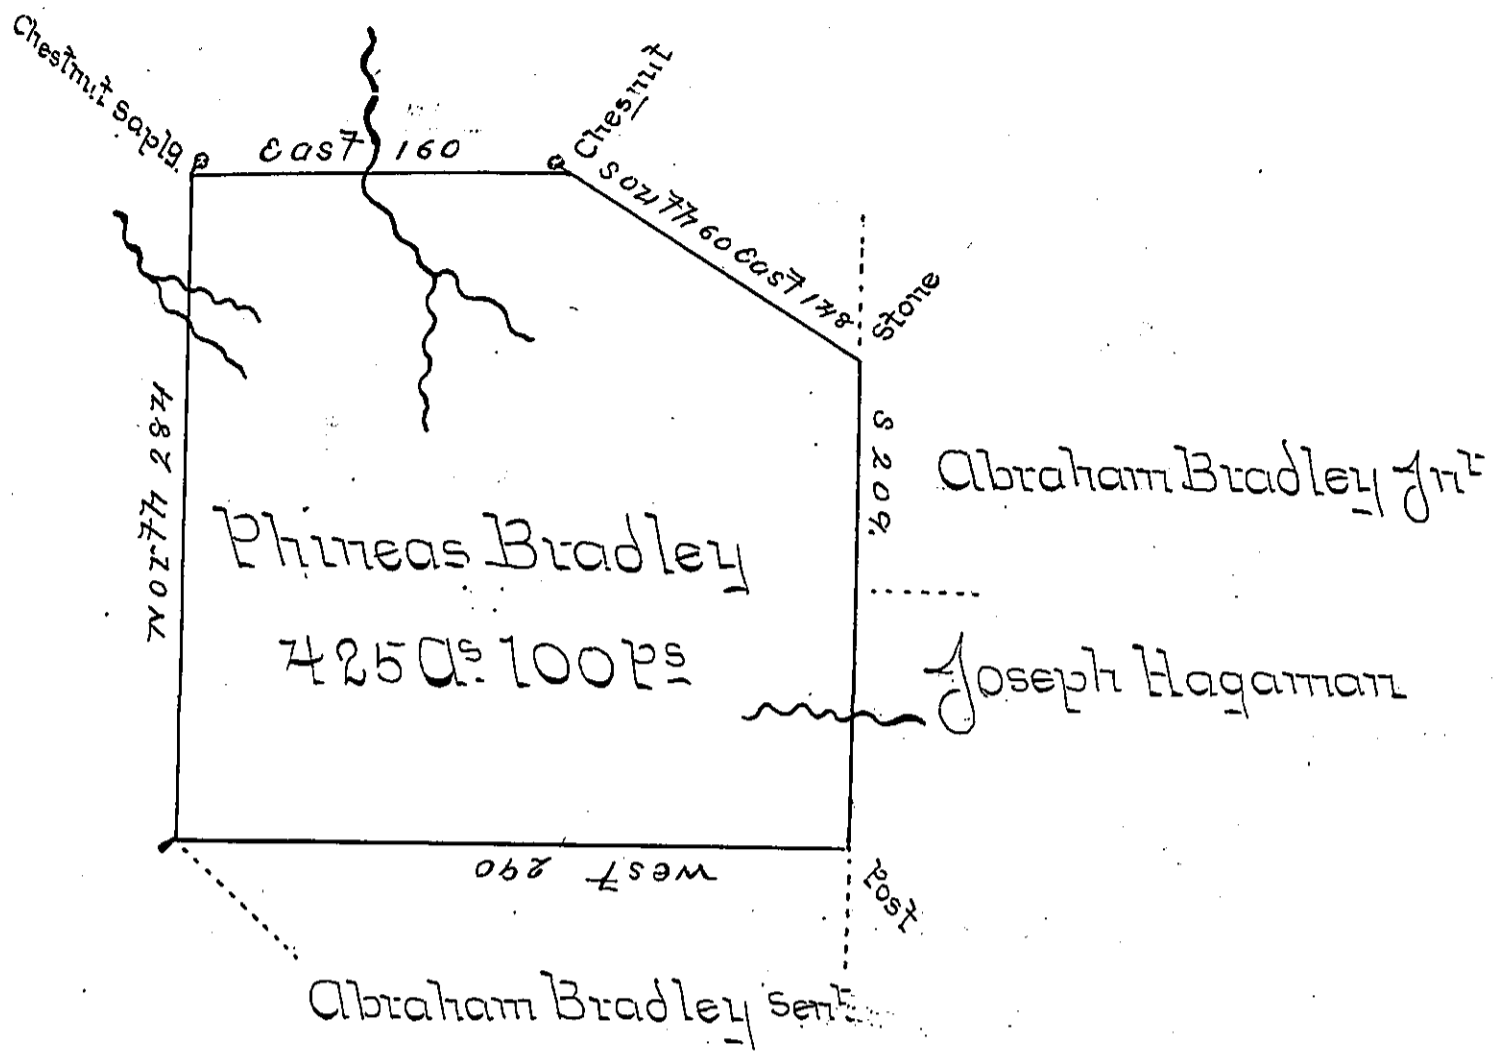 Chestnut Saplg.
East 160
Chesnut
South 60 East 148
Stone
S 209.
North 284
Abraham Bradley Jnr
Phineas Bradley
425 As. 100 Ps
Joseph Hagaman
West 290
Post
Abraham Bradley Senr